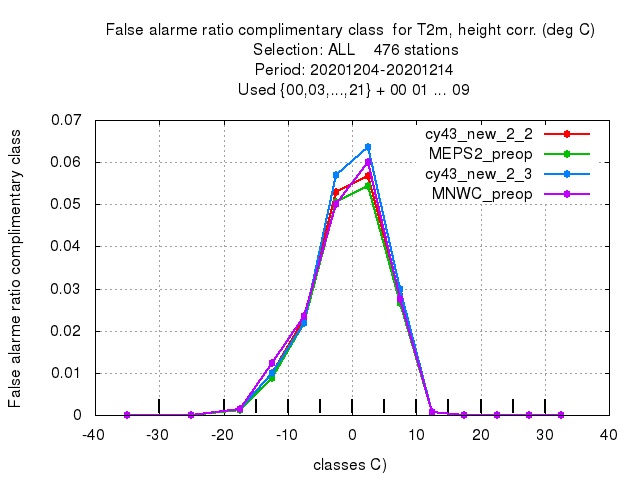 False alarme ratio complimentary class  for T2m, height corr. (deg C)
Selection: ALL    476 stations
Period: 20201204-20201214
Used {00,03,...,21} + 00 01 ... 09
False alarme ratio complimentary class
0.07
0.06
0.05
0.04
0.03
0.02
0.01
0
cy43_new_2_2
MEPS2_preop
cy43_new_2_3
MNWC_preop
-40 -30 -20 -10 0 10 20 30 40
classes C)